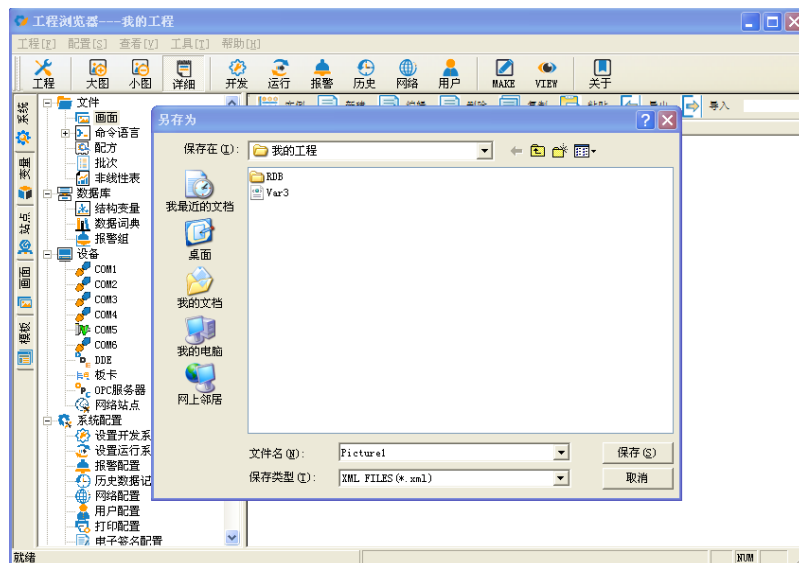 工程浏览器---我的工程
工程[F] 配置[S] 查看[V] 工具[T] 帮助[H]
工程 大图 小图 详细 开发 运行 报警 历史 网络 用户 MAKE VIEW 关于
导入
系统
变量
站点
画面
模板
文件
画面
命令语言
配方
批次
非线性表
数据库
结构变量
数据词典
报警组
设备
COM1
COM2
COM3
COM4
COM5
COM6
DDE
板卡
OPC服务器
网络站点
系统配置
设置开发系
设置运行系
报警配置
历史数据记
网络配置
用户配置
打印配置
电子签名配置
另存为
保存在(I): 我的工程
RDB
Var3
我最近的文档
桌面
我的文档
我的电脑
网上邻居
文件名(N): Picture1 保存(S)
保存类型(T): XML FILES(*.xml) 取消
就绪 NUM